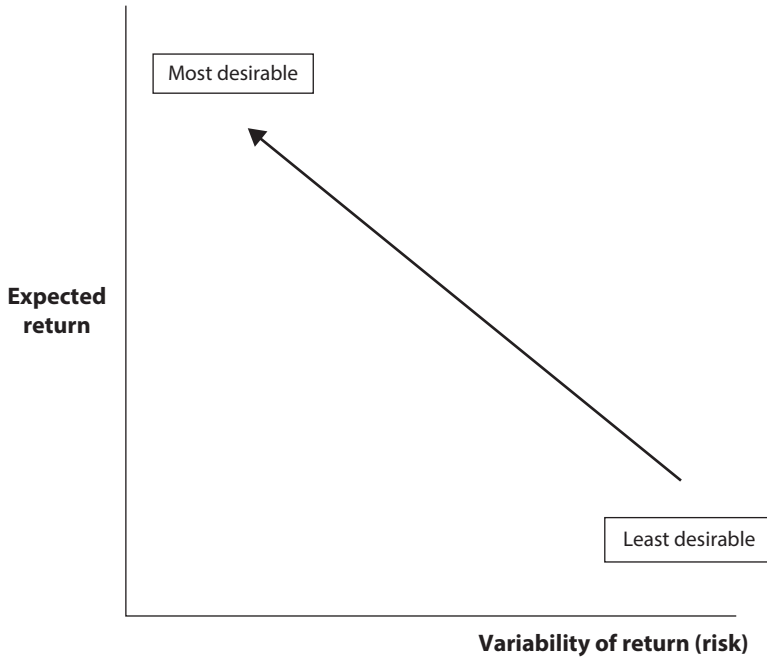 Most desirable
Expected
return
Least desirable
Variability of return (risk)